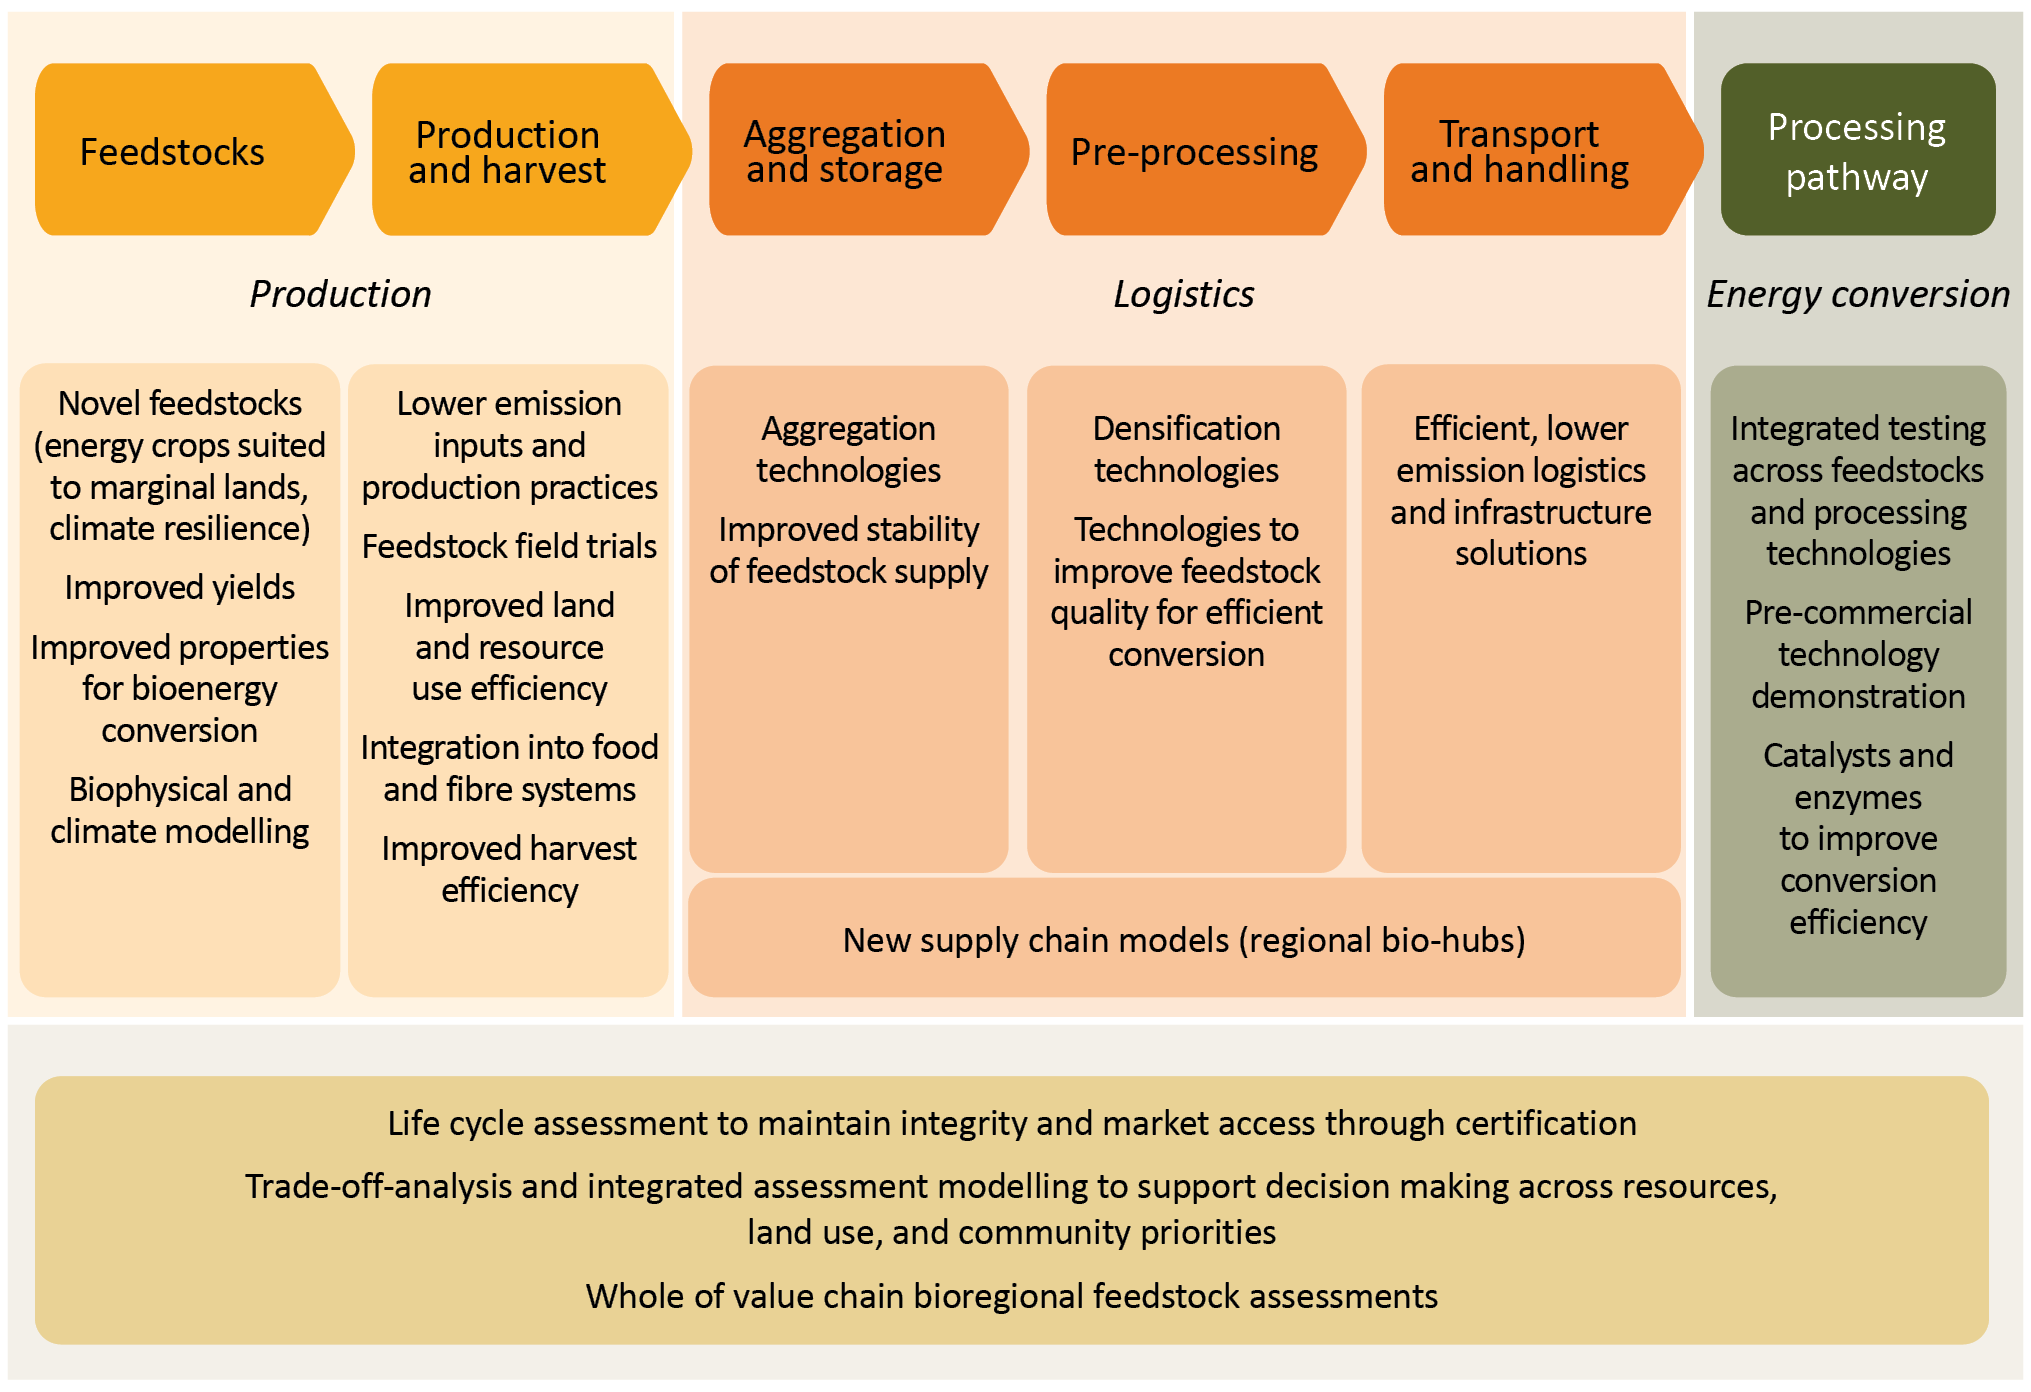 Feedstocks
Production
and harvest
Aggregation
and storage
Pre-processing
Transport
and handling
Processing
pathway
Production
Logistics
Energy conversion
Novel feedstocks
(energy crops suited
to marginal lands,
climate resilience)
Improved yields
Improved properties
for bioenergy
conversion
Biophysical and
climate modelling
Lower emission
inputs and
production practices
Feedstock field trials
Improved land
and resource
use efficiency
Integration into food
and fibre systems
Improved harvest
efficiency
Aggregation
technologies
Improved stability
of feedstock supply
Densification
technologies
Technologies to
improve feedstock
quality for efficient
conversion
Efficient, lower
emission logistics
and infrastructure
solutions
New supply chain models (regional bio-hubs)
Integrated testing
across feedstocks
and processing
technologies
Pre-commercial
technology
demonstration
Catalysts and
enzymes
to improve
conversion
efficiency
Life cycle assessment to maintain integrity and market access through certification
Trade-off-analysis and integrated assessment modelling to support decision making across resources,
land use, and community priorities
Whole of value chain bioregional feedstock assessments